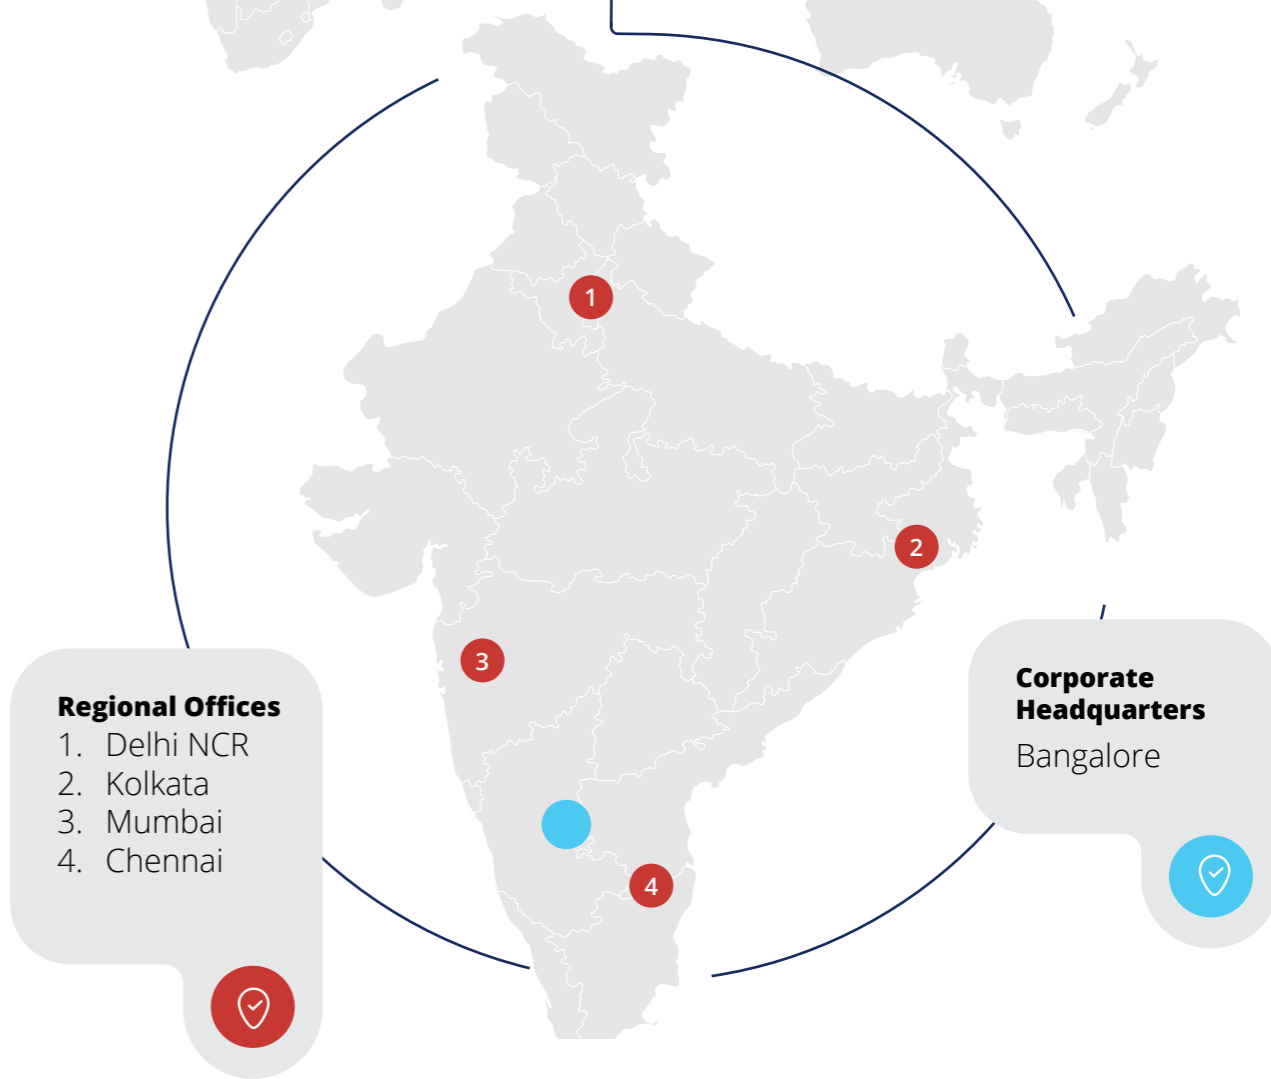 1
2
3
4
Regional Offices
1. Delhi NCR
2. Kolkata
3. Mumbai
4. Chennai
Corporate
Headquarters
Bangalore